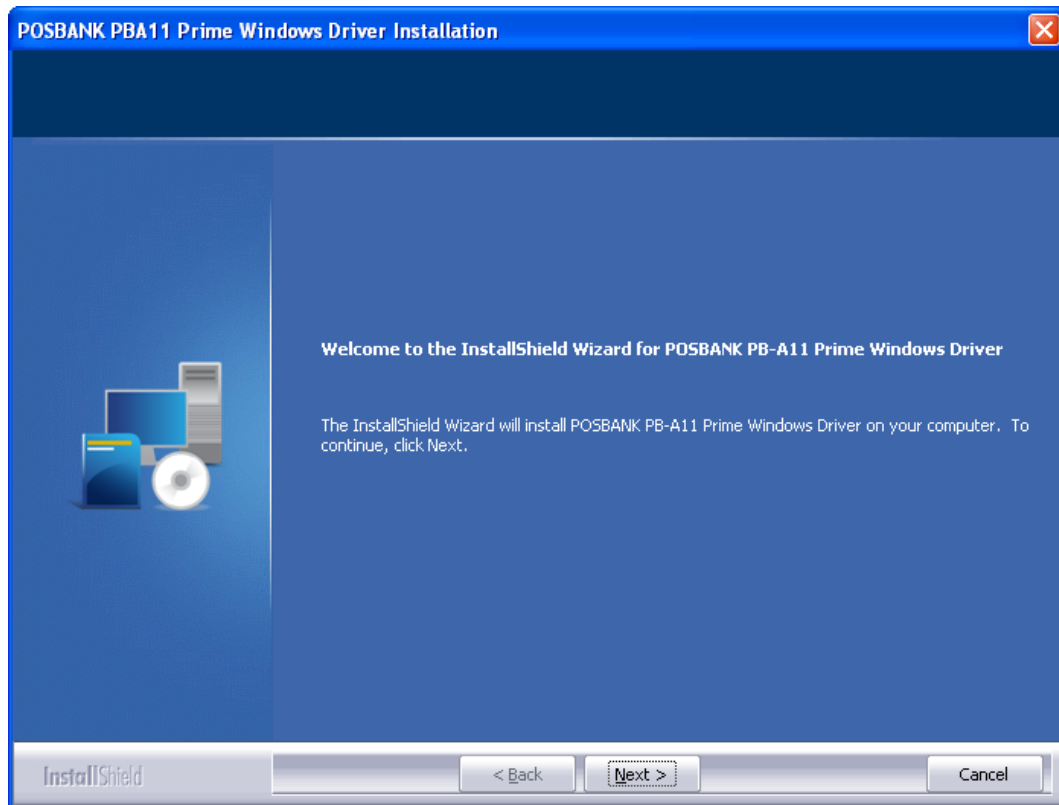 POSBANK PBA11 Prime Windows Driver Installation
Welcome to the InstallShield Wizard for POSBANK PB-A11 Prime Windows Driver
The InstallShield Wizard will install POSBANK PB-A11 Prime Windows Driver on your computer.  To
continue, click Next.
InstallShield
< Back
Next >
Cancel